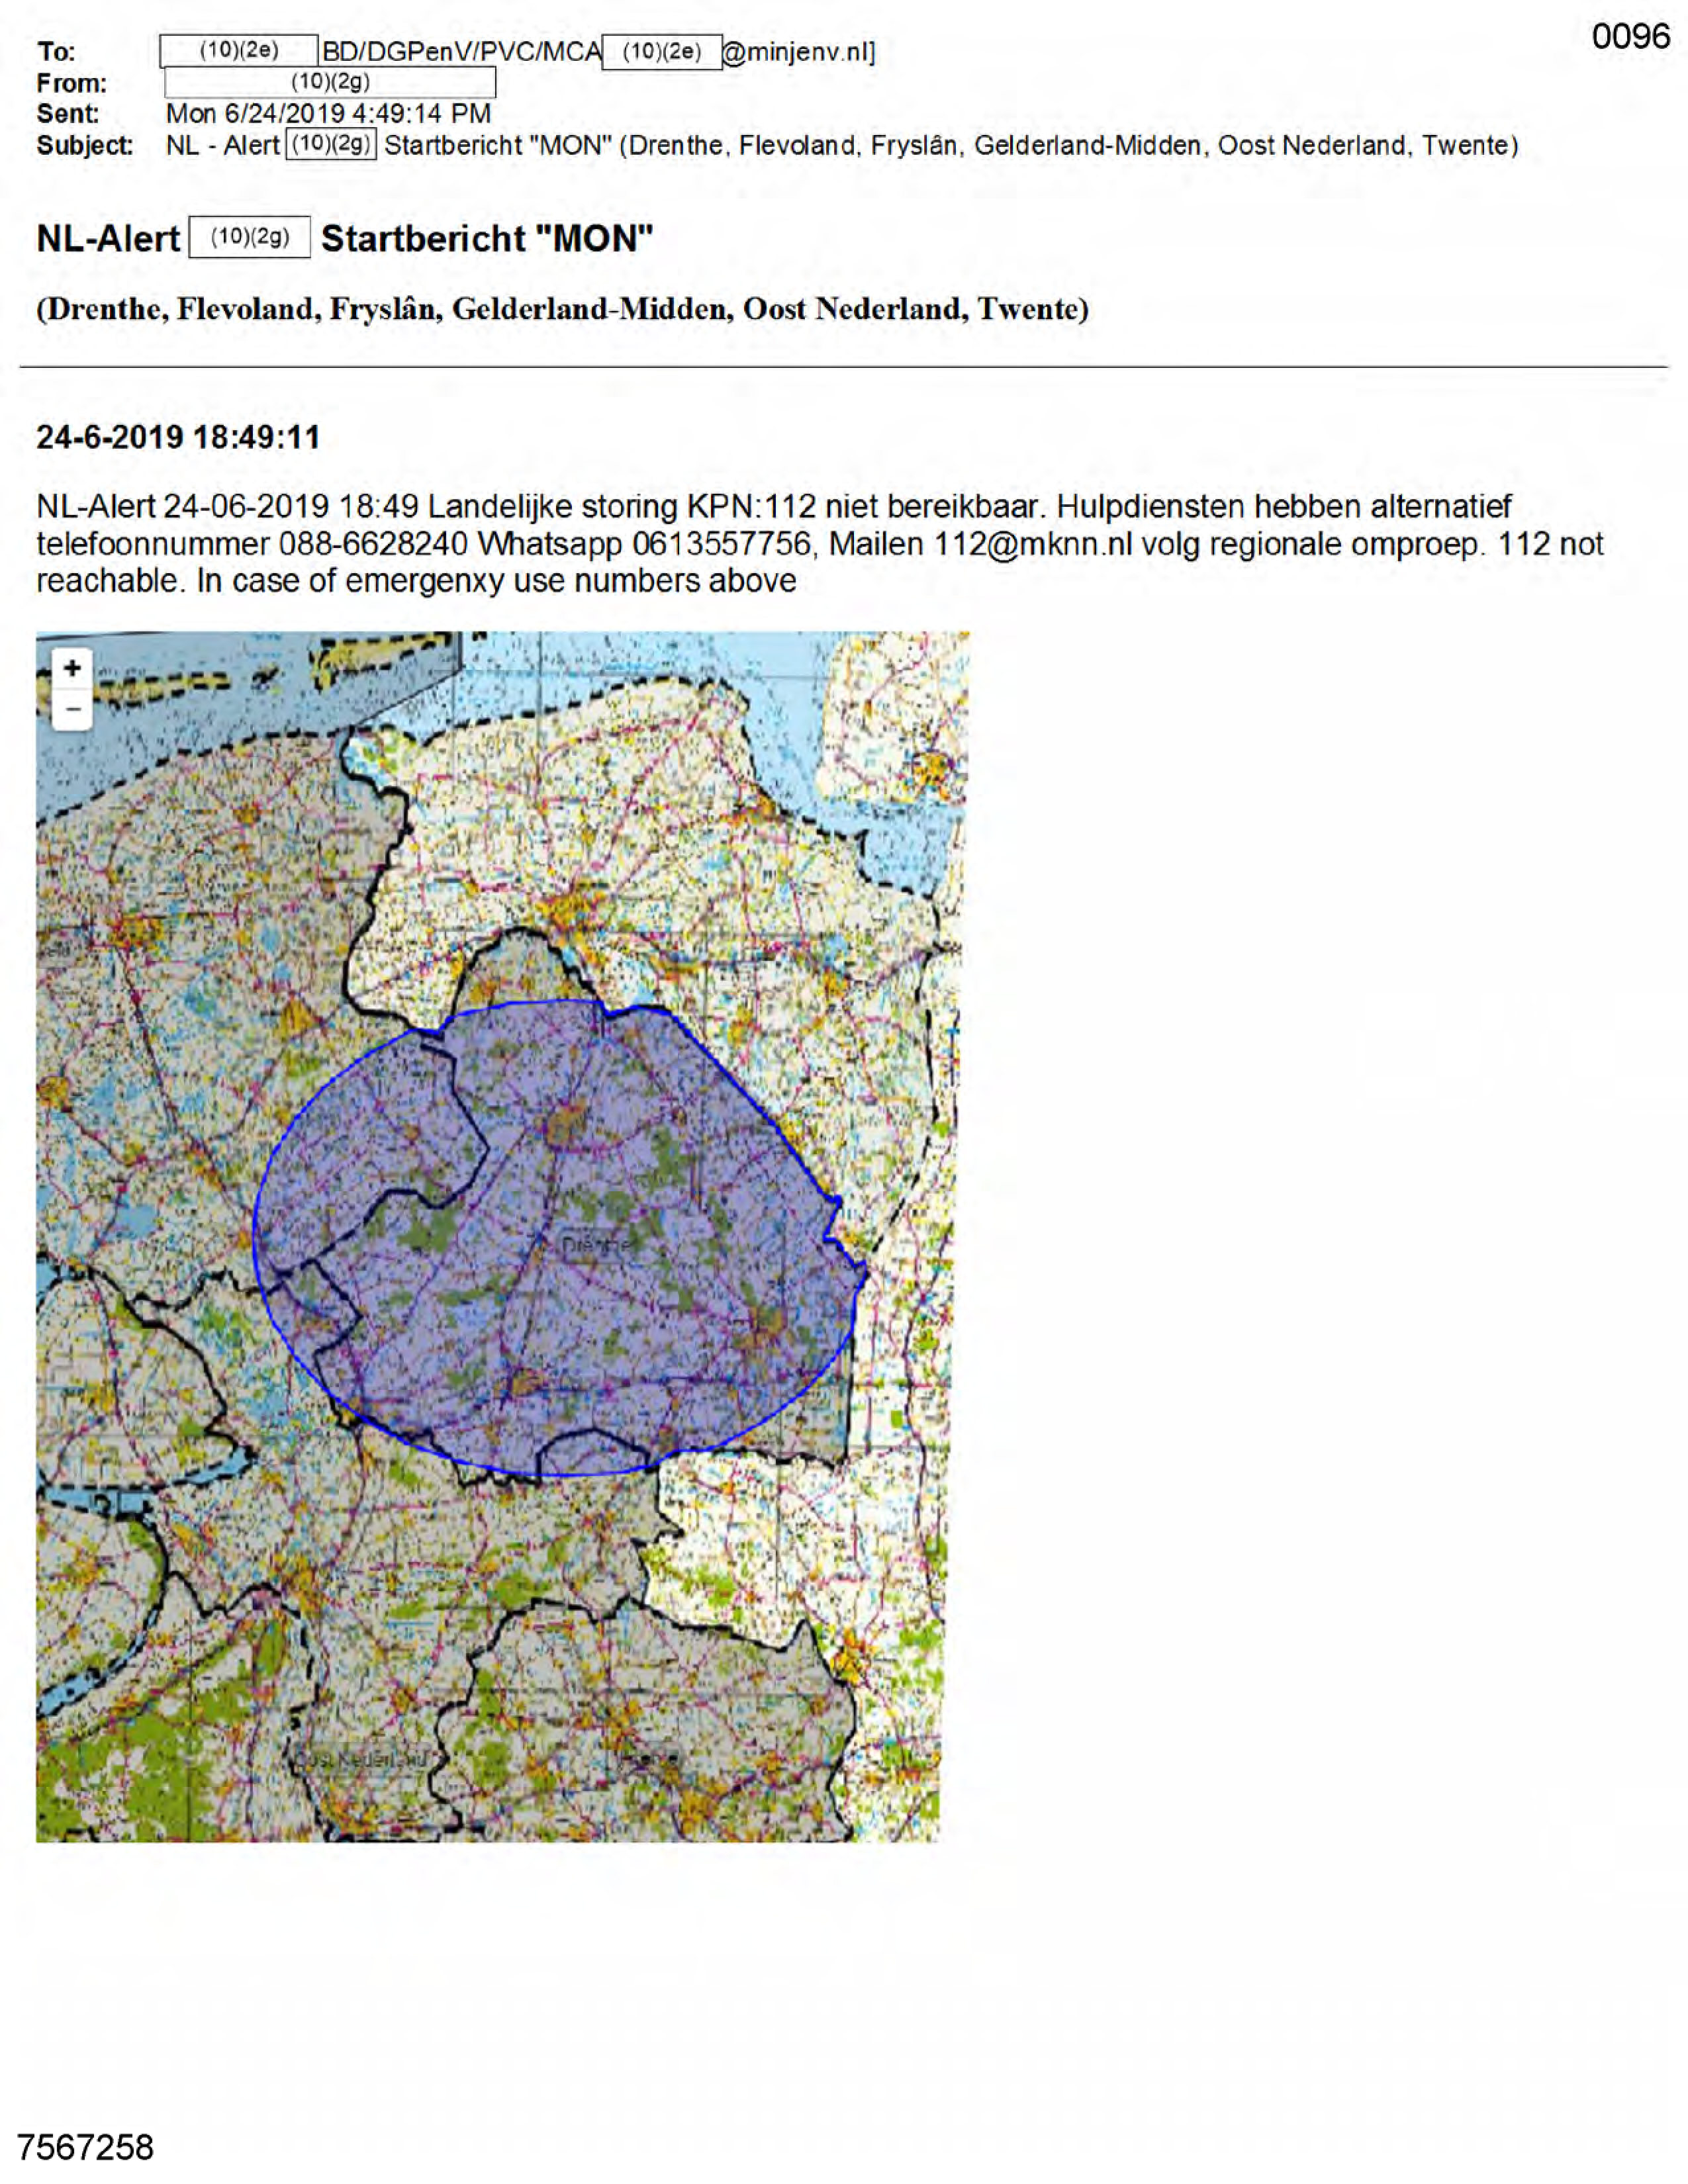 0096
To: (10)(2e) BD/DGPenV/PVC/MCA (10)(2e) @minjenv.nl]
From: (10)(2g)
Sent: Mon 6/24/2019 4:49:14 PM
Subject: NL - Alert (10)(2g) Startbericht "MON" (Drenthe, Flevoland, Fryslân, Gelderland-Midden, Oost Nederland, Twente)
NL-Alert (10)(2g) Startbericht "MON"
(Drenthe, Flevoland, Fryslân, Gelderland-Midden, Oost Nederland, Twente)
24-6-2019 18:49:11
NL-Alert 24-06-2019 18:49 Landelijke storing KPN:112 niet bereikbaar. Hulpdiensten hebben alternatief
telefoonnummer 088-6628240 Whatsapp 0613557756, Mailen 112@mknn.nl volg regionale omproep. 112 not
reachable. In case of emergenxy use numbers above
+
−
Drenthe
Oost Nederland
7567258